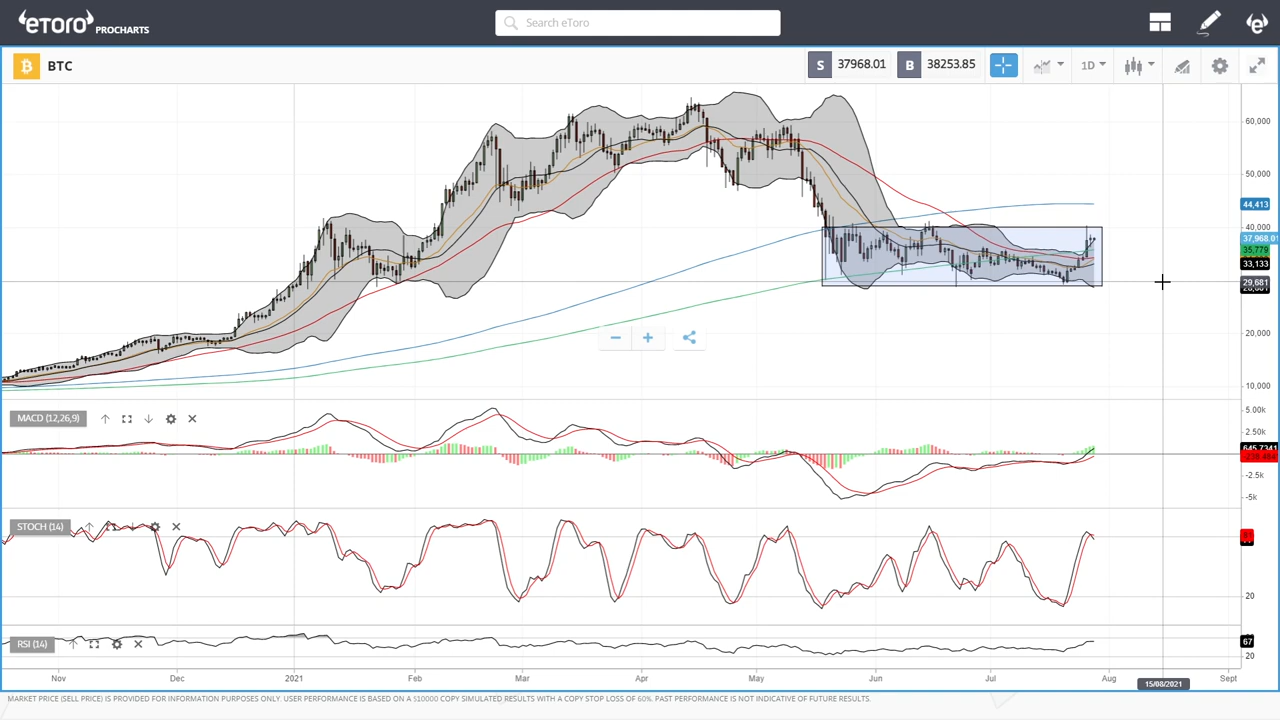 eToro PROCHARTS
Search eToro
BTC
S 37968.01 B 38253.85 1D
60,000
50,000
44,413
40,000
37,968.01
35,779
33,133
29,681
20,000
10,000
MACD (12,26,9)
5.00k
2.50k
-2.5k
-5k
STOCH (14)
20
RSI (14)
67
20
Nov Dec 2021 Feb Mar Apr May Jun Jul Aug Sept
15/08/2021
MARKET PRICE (SELL PRICE) IS PROVIDED FOR INFORMATION PURPOSES ONLY. USER PERFORMANCE IS BASED ON A $10000 COPY SIMULATED RESULTS WITH A COPY STOP LOSS OF 60%. PAST PERFORMANCE IS NOT INDICATIVE OF FUTURE RESULTS.